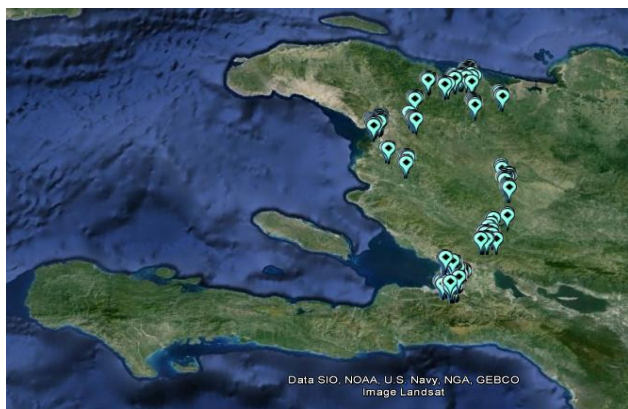 Data SIO, NOAA, U.S. Navy, NGA, GEBCO
Image Landsat